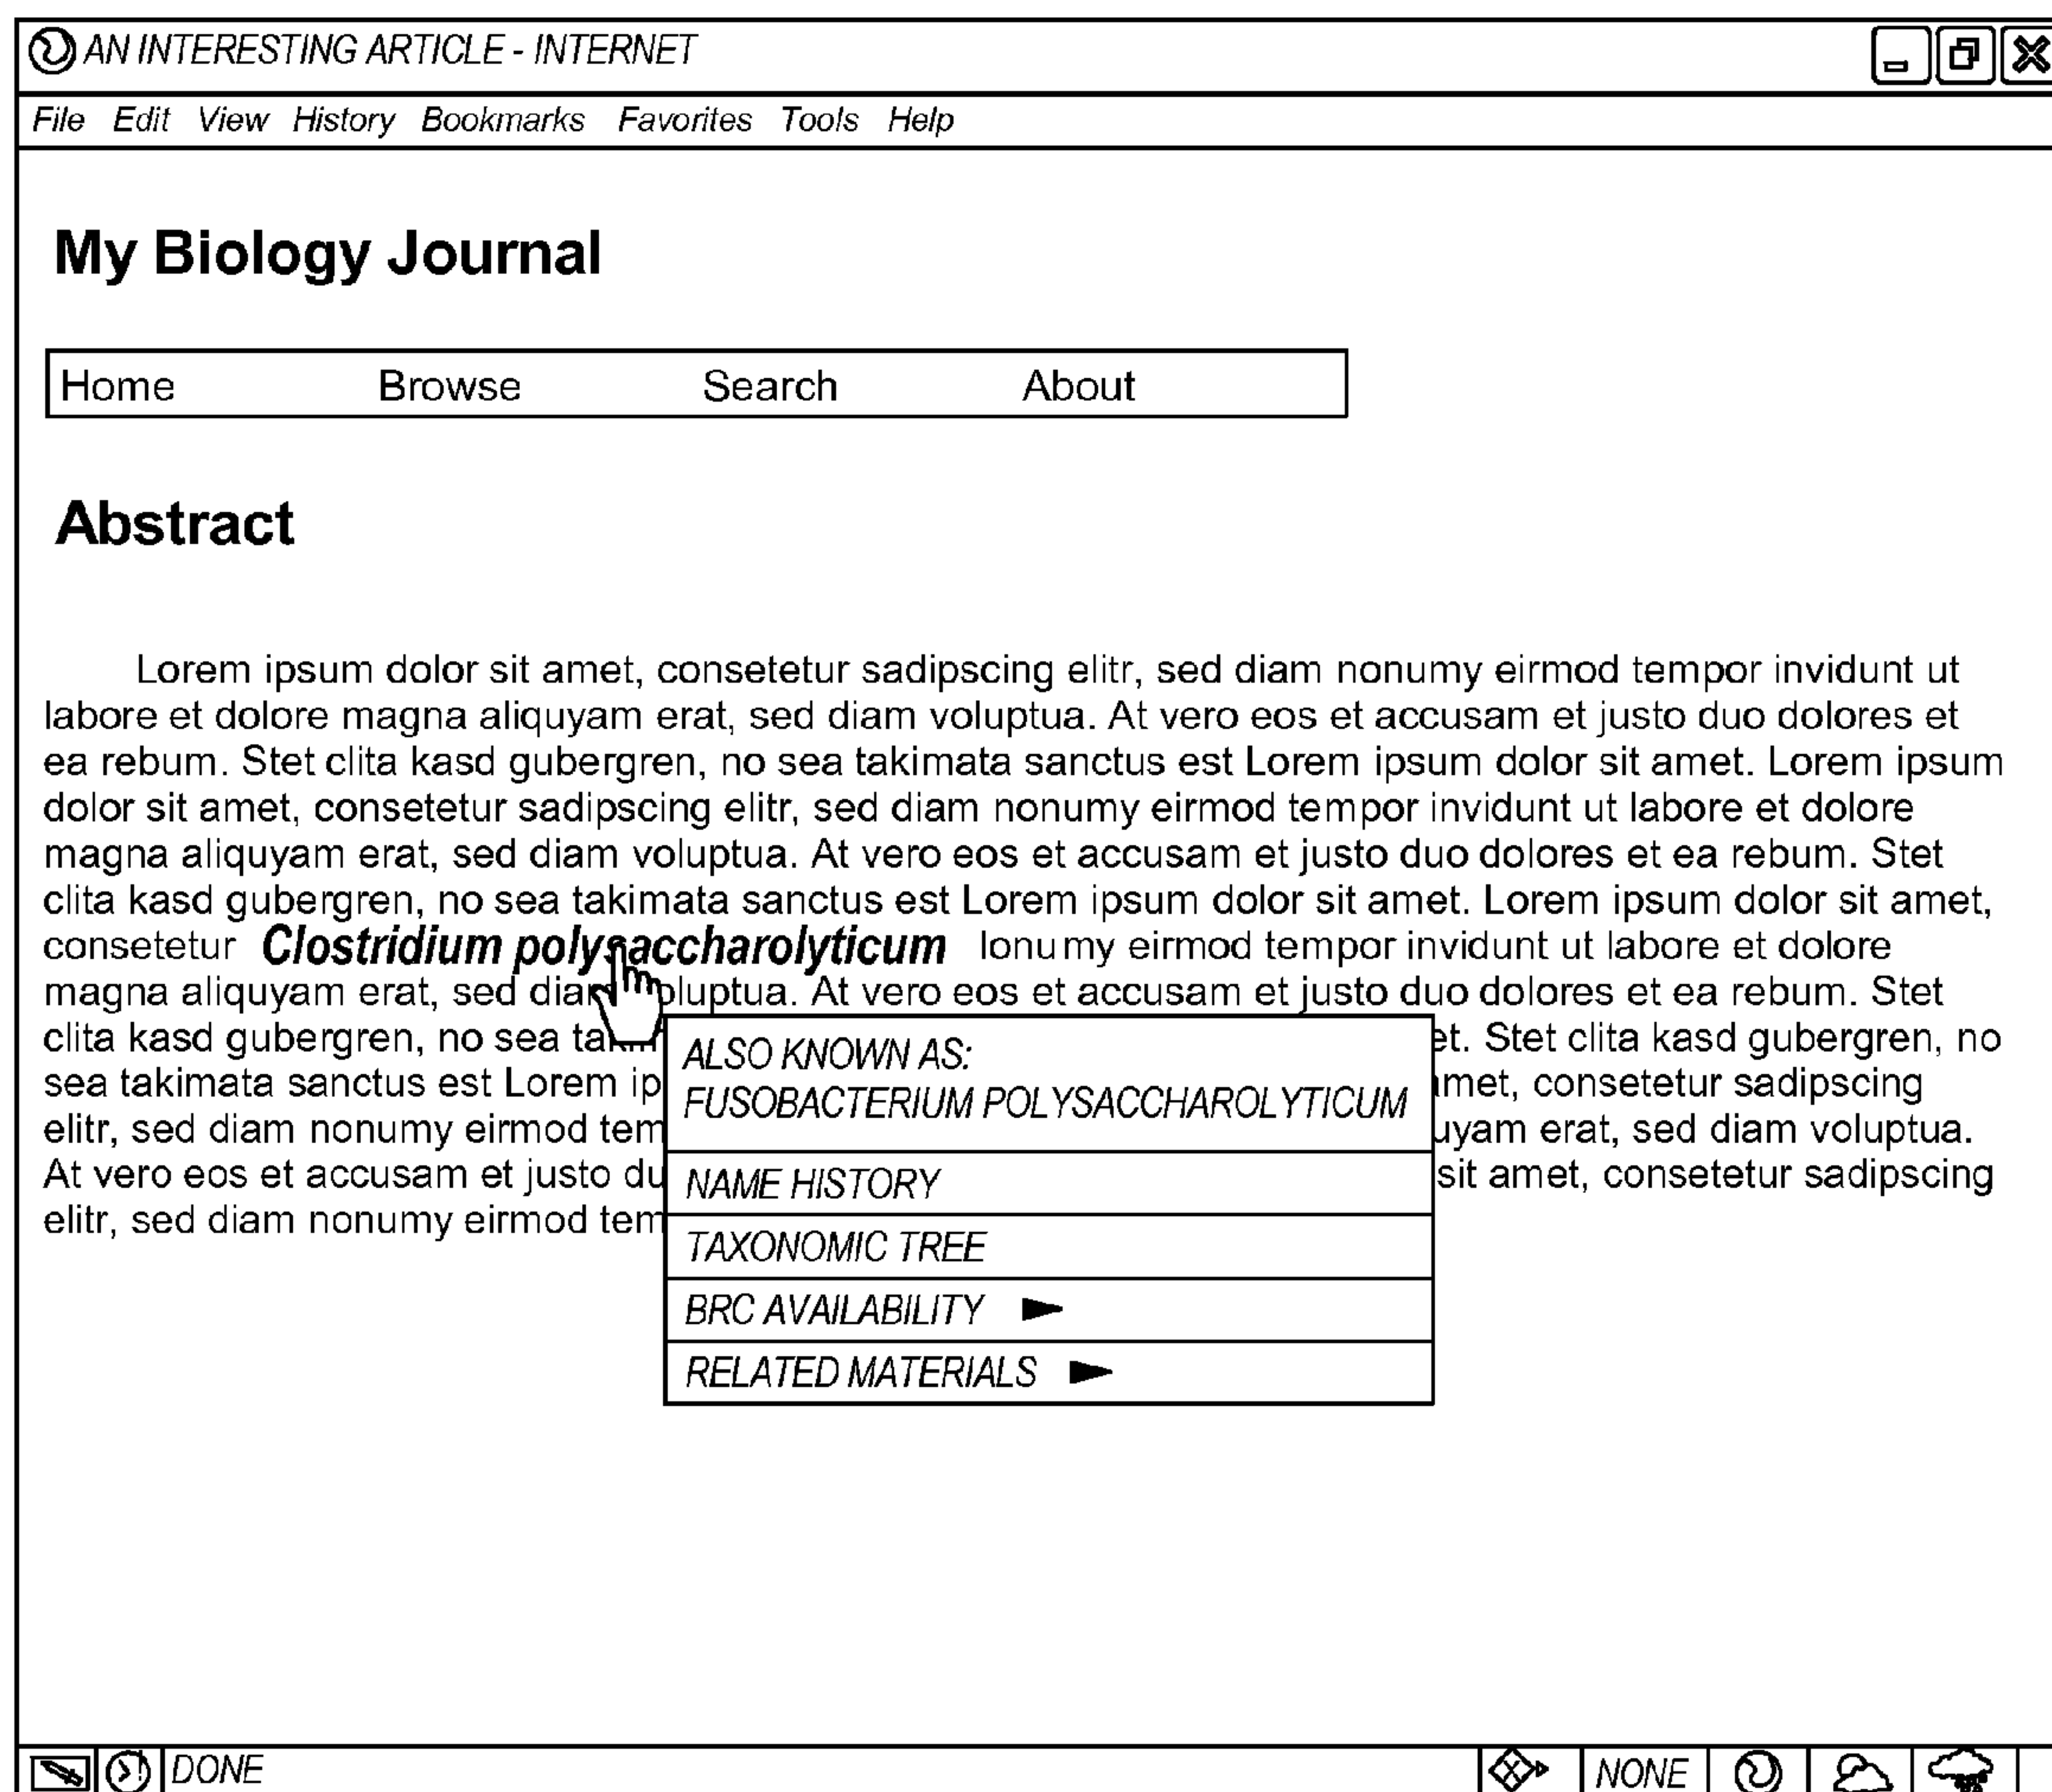 AN INTERESTING ARTICLE - INTERNET
File Edit View History Bookmarks Favorites Tools Help
My Biology Journal
Home Browse Search About
Abstract
Lorem ipsum dolor sit amet, consetetur sadipscing elitr, sed diam nonumy eirmod tempor invidunt ut
labore et dolore magna aliquyam erat, sed diam voluptua. At vero eos et accusam et justo duo dolores et
ea rebum. Stet clita kasd gubergren, no sea takimata sanctus est Lorem ipsum dolor sit amet. Lorem ipsum
dolor sit amet, consetetur sadipscing elitr, sed diam nonumy eirmod tempor invidunt ut labore et dolore
magna aliquyam erat, sed diam voluptua. At vero eos et accusam et justo duo dolores et ea rebum. Stet
clita kasd gubergren, no sea takimata sanctus est Lorem ipsum dolor sit amet. Lorem ipsum dolor sit amet,
consetetur Clostridium polysaccharolyticum lonumy eirmod tempor invidunt ut labore et dolore
magna aliquyam erat, sed diam voluptua. At vero eos et accusam et justo duo dolores et ea rebum. Stet
clita kasd gubergren, no sea et. Stet clita kasd gubergren, no
sea takimata sanctus est Lorem ip met, consetetur sadipscing
elitr, sed diam nonumy eirmod tem uyam erat, sed diam voluptua.
At vero eos et accusam et justo du sit amet, consetetur sadipscing
elitr, sed diam nonumy eirmod tem
ALSO KNOWN AS:
FUSOBACTERIUM POLYSACCHAROLYTICUM
NAME HISTORY
TAXONOMIC TREE
BRC AVAILABILITY
RELATED MATERIALS
DONE NONE